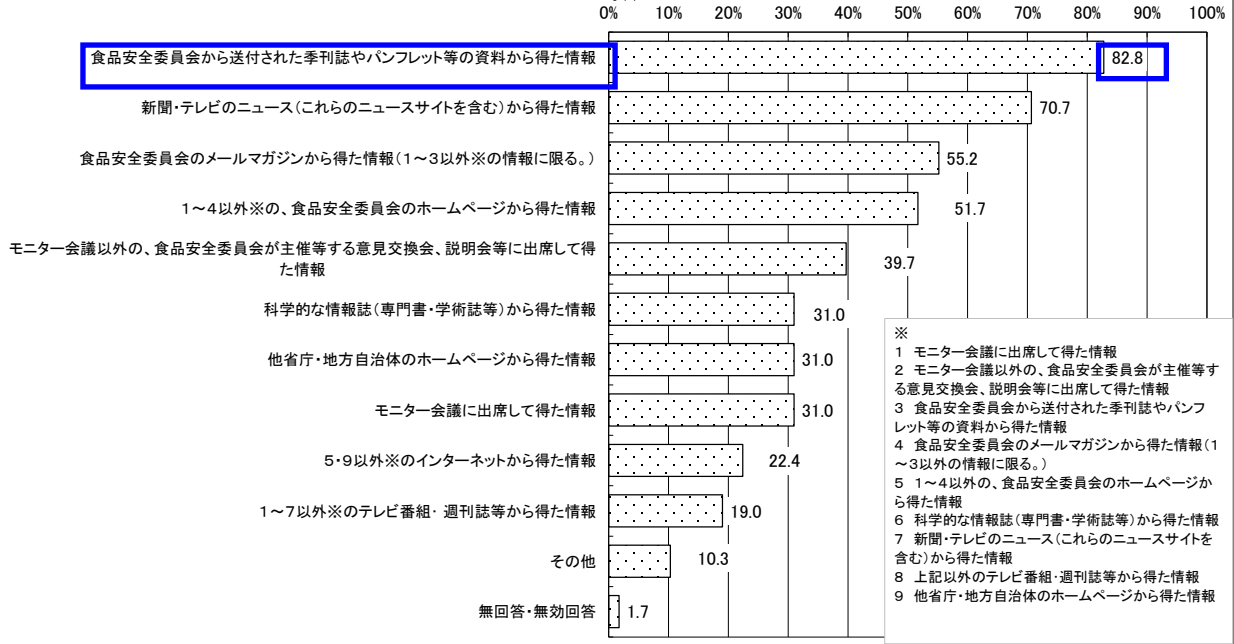 0% 10% 20% 30% 40% 50% 60% 70% 80% 90% 100%
食品安全委員会から送付された季刊誌やパンフレット等の資料から得た情報 82.8
新聞・テレビのニュース(これらのニュースサイトを含む)から得た情報 70.7
食品安全委員会のメールマガジンから得た情報(1~3以外※の情報に限る。) 55.2
1~4以外※の、食品安全委員会のホームページから得た情報 51.7
モニター会議以外の、食品安全委員会が主催等する意見交換会、説明会等に出席して得
た情報 39.7
科学的な情報誌(専門書・学術誌等)から得た情報 31.0
他省庁・地方自治体のホームページから得た情報 31.0
モニター会議に出席して得た情報 31.0
5・9以外※のインターネットから得た情報 22.4
1~7以外※のテレビ番組・週刊誌等から得た情報 19.0
その他 10.3
無回答・無効回答 1.7
※
1 モニター会議に出席して得た情報
2 モニター会議以外の、食品安全委員会が主催等す
る意見交換会、説明会等に出席して得た情報
3 食品安全委員会から送付された季刊誌やパンフ
レット等の資料から得た情報
4 食品安全委員会のメールマガジンから得た情報(1
~3以外の情報に限る。)
5 1~4以外の、食品安全委員会のホームページか
ら得た情報
6 科学的な情報誌(専門書・学術誌等)から得た情報
7 新聞・テレビのニュース(これらのニュースサイトを
含む)から得た情報
8 上記以外のテレビ番組・週刊誌等から得た情報
9 他省庁・地方自治体のホームページから得た情報